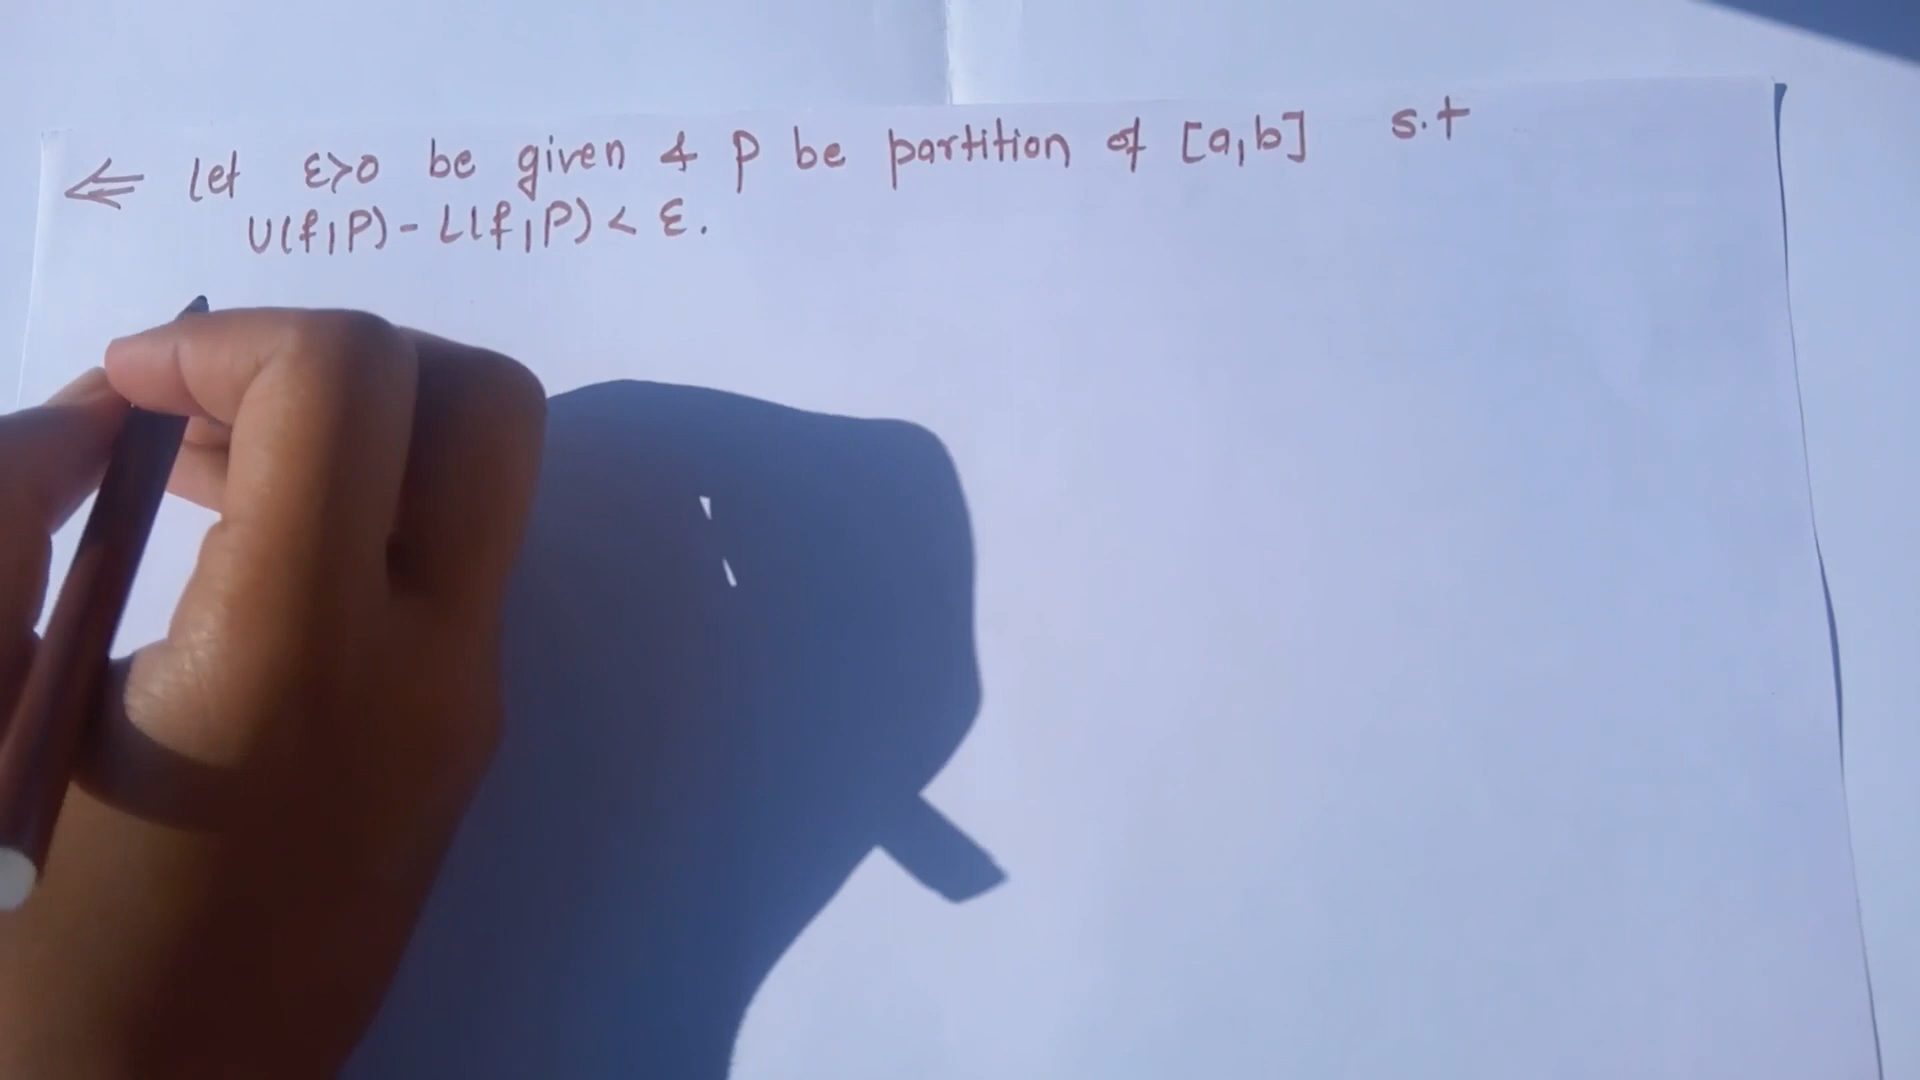 ⇐ Let ε>0 be given & P be partition of [a,b] s.t
U(f,P) - L(f,P) < ε.